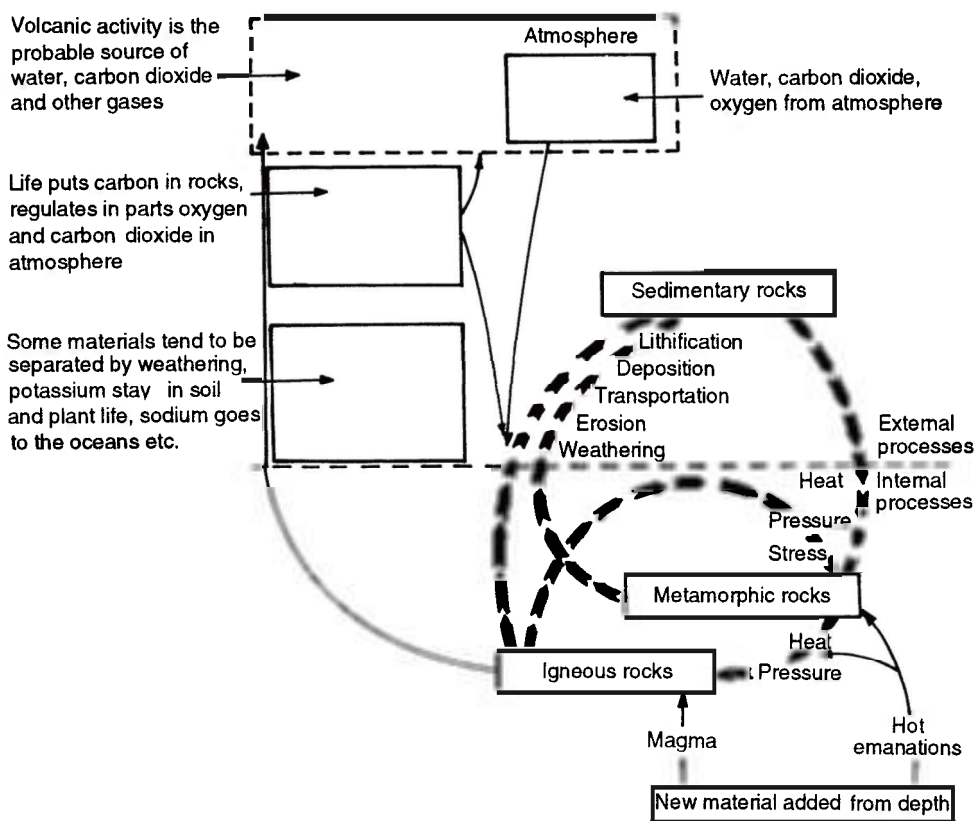 Volcanic activity is the
probable source of
water, carbon dioxide
and other gases
Atmosphere
Water, carbon dioxide,
oxygen from atmosphere
Life puts carbon in rocks,
regulates in parts oxygen
and carbon dioxide in
atmosphere
Some materials tend to be
separated by weathering,
potassium stay in soil
and plant life, sodium goes
to the oceans etc.
Sedimentary rocks
Lithification
Deposition
Transportation
Erosion
Weathering
External
processes
Heat
Internal
processes
Pressure
Stress
Metamorphic rocks
Heat
Pressure
Igneous rocks
Magma
Hot
emanations
New material added from depth